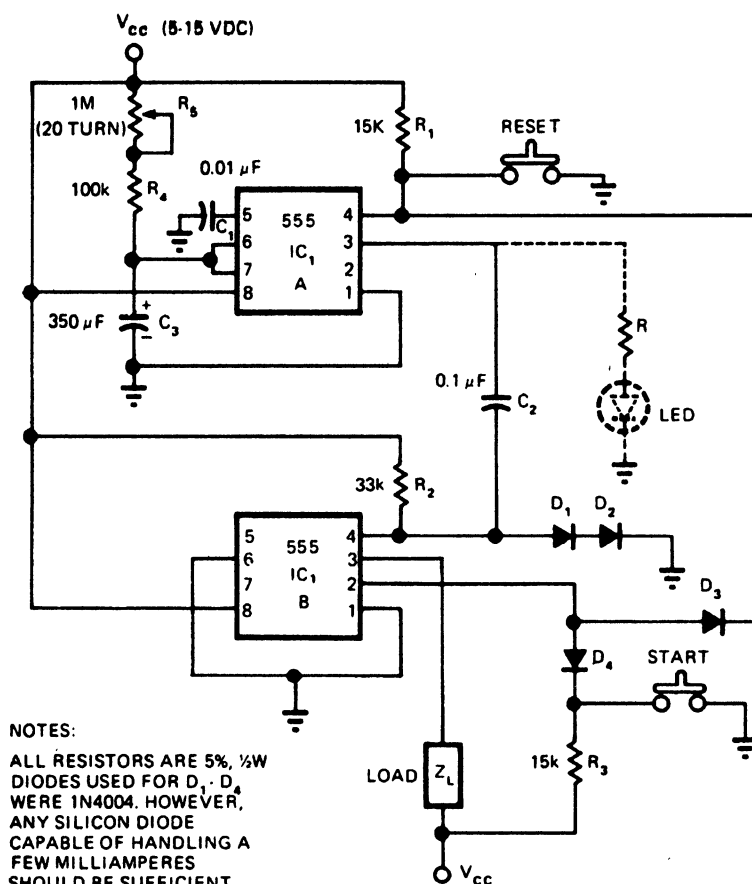 Vcc (5-15 VDC)
1M
(20 TURN)
R5
15K
R1
RESET
0.01 µF
100k
R4
C1
5
6
7
8
555
IC1
A
4
3
2
1
350 µF
+
−
C3
R
0.1 µF
C2
LED
33k
R2
D1
D2
5
6
7
8
555
IC1
B
4
3
2
1
D3
D4
START
NOTES:
ALL RESISTORS ARE 5%, ½W
DIODES USED FOR D1- D4
WERE 1N4004. HOWEVER,
ANY SILICON DIODE
CAPABLE OF HANDLING A
FEW MILLIAMPERES
SHOULD BE SUFFICIENT
LOAD
ZL
15k
R3
Vcc